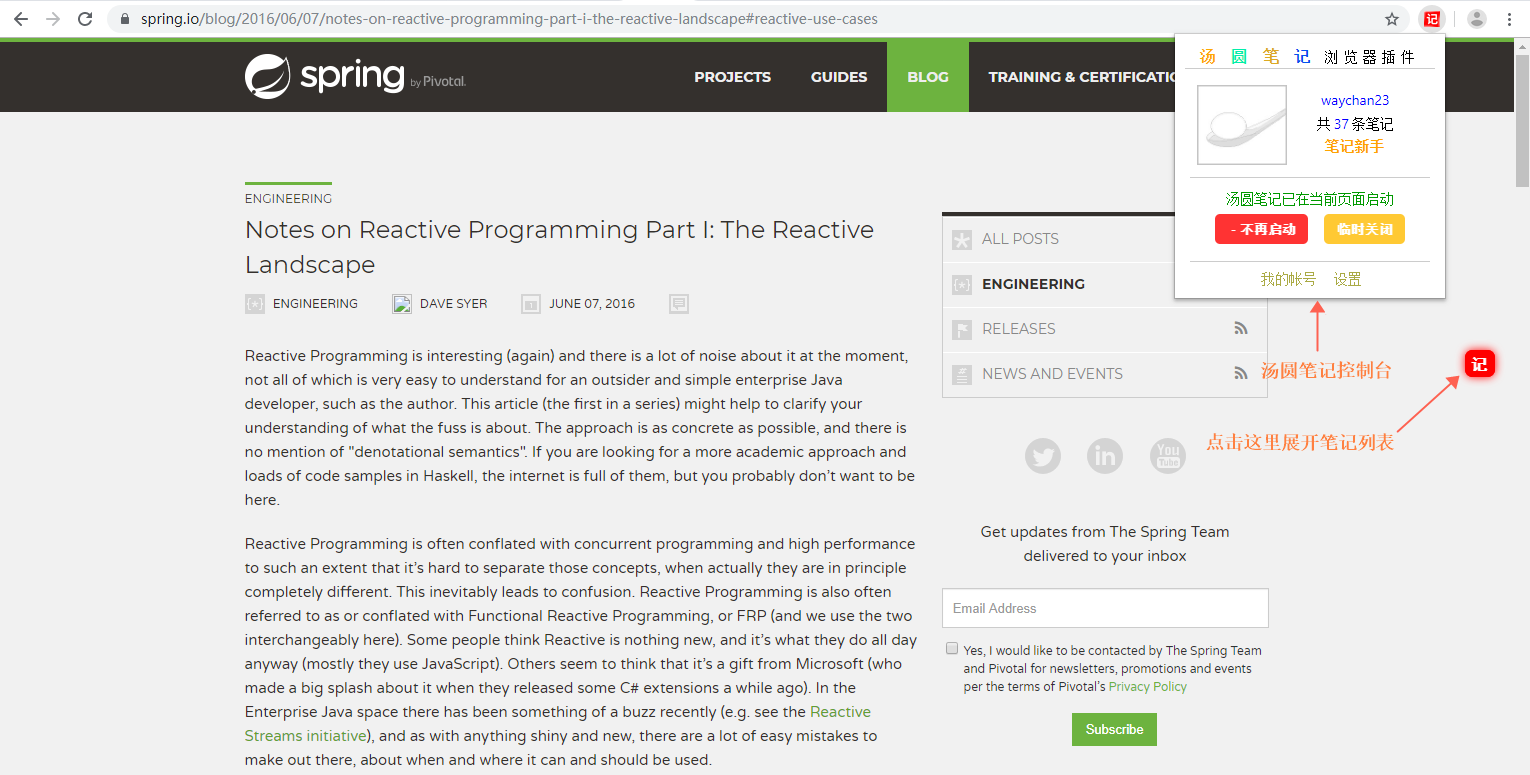 spring.io/blog/2016/06/07/notes-on-reactive-programming-part-i-the-reactive-landscape#reactive-use-cases
记
spring by Pivotal.
PROJECTS
GUIDES
BLOG
TRAINING & CERTIFICATIO
汤 圆 笔 记 浏览器插件
waychan23
共 37 条笔记
笔记新手
汤圆笔记已在当前页面启动
- 不再启动
临时关闭
我的帐号
设置
ENGINEERING
Notes on Reactive Programming Part I: The Reactive
Landscape
ENGINEERING
DAVE SYER
JUNE 07, 2016
Reactive Programming is interesting (again) and there is a lot of noise about it at the moment,
not all of which is very easy to understand for an outsider and simple enterprise Java
developer, such as the author. This article (the first in a series) might help to clarify your
understanding of what the fuss is about. The approach is as concrete as possible, and there is
no mention of "denotational semantics". If you are looking for a more academic approach and
loads of code samples in Haskell, the internet is full of them, but you probably don't want to be
here.
Reactive Programming is often conflated with concurrent programming and high performance
to such an extent that it's hard to separate those concepts, when actually they are in principle
completely different. This inevitably leads to confusion. Reactive Programming is also often
referred to as or conflated with Functional Reactive Programming, or FRP (and we use the two
interchangeably here). Some people think Reactive is nothing new, and it's what they do all day
anyway (mostly they use JavaScript). Others seem to think that it's a gift from Microsoft (who
made a big splash about it when they released some C# extensions a while ago). In the
Enterprise Java space there has been something of a buzz recently (e.g. see the Reactive
Streams initiative), and as with anything shiny and new, there are a lot of easy mistakes to
make out there, about when and where it can and should be used.
ALL POSTS
ENGINEERING
RELEASES
NEWS AND EVENTS
汤圆笔记控制台
记
点击这里展开笔记列表
in
You
Tube
Get updates from The Spring Team
delivered to your inbox
Email Address
Yes, I would like to be contacted by The Spring Team
and Pivotal for newsletters, promotions and events
per the terms of Pivotal's Privacy Policy
Subscribe